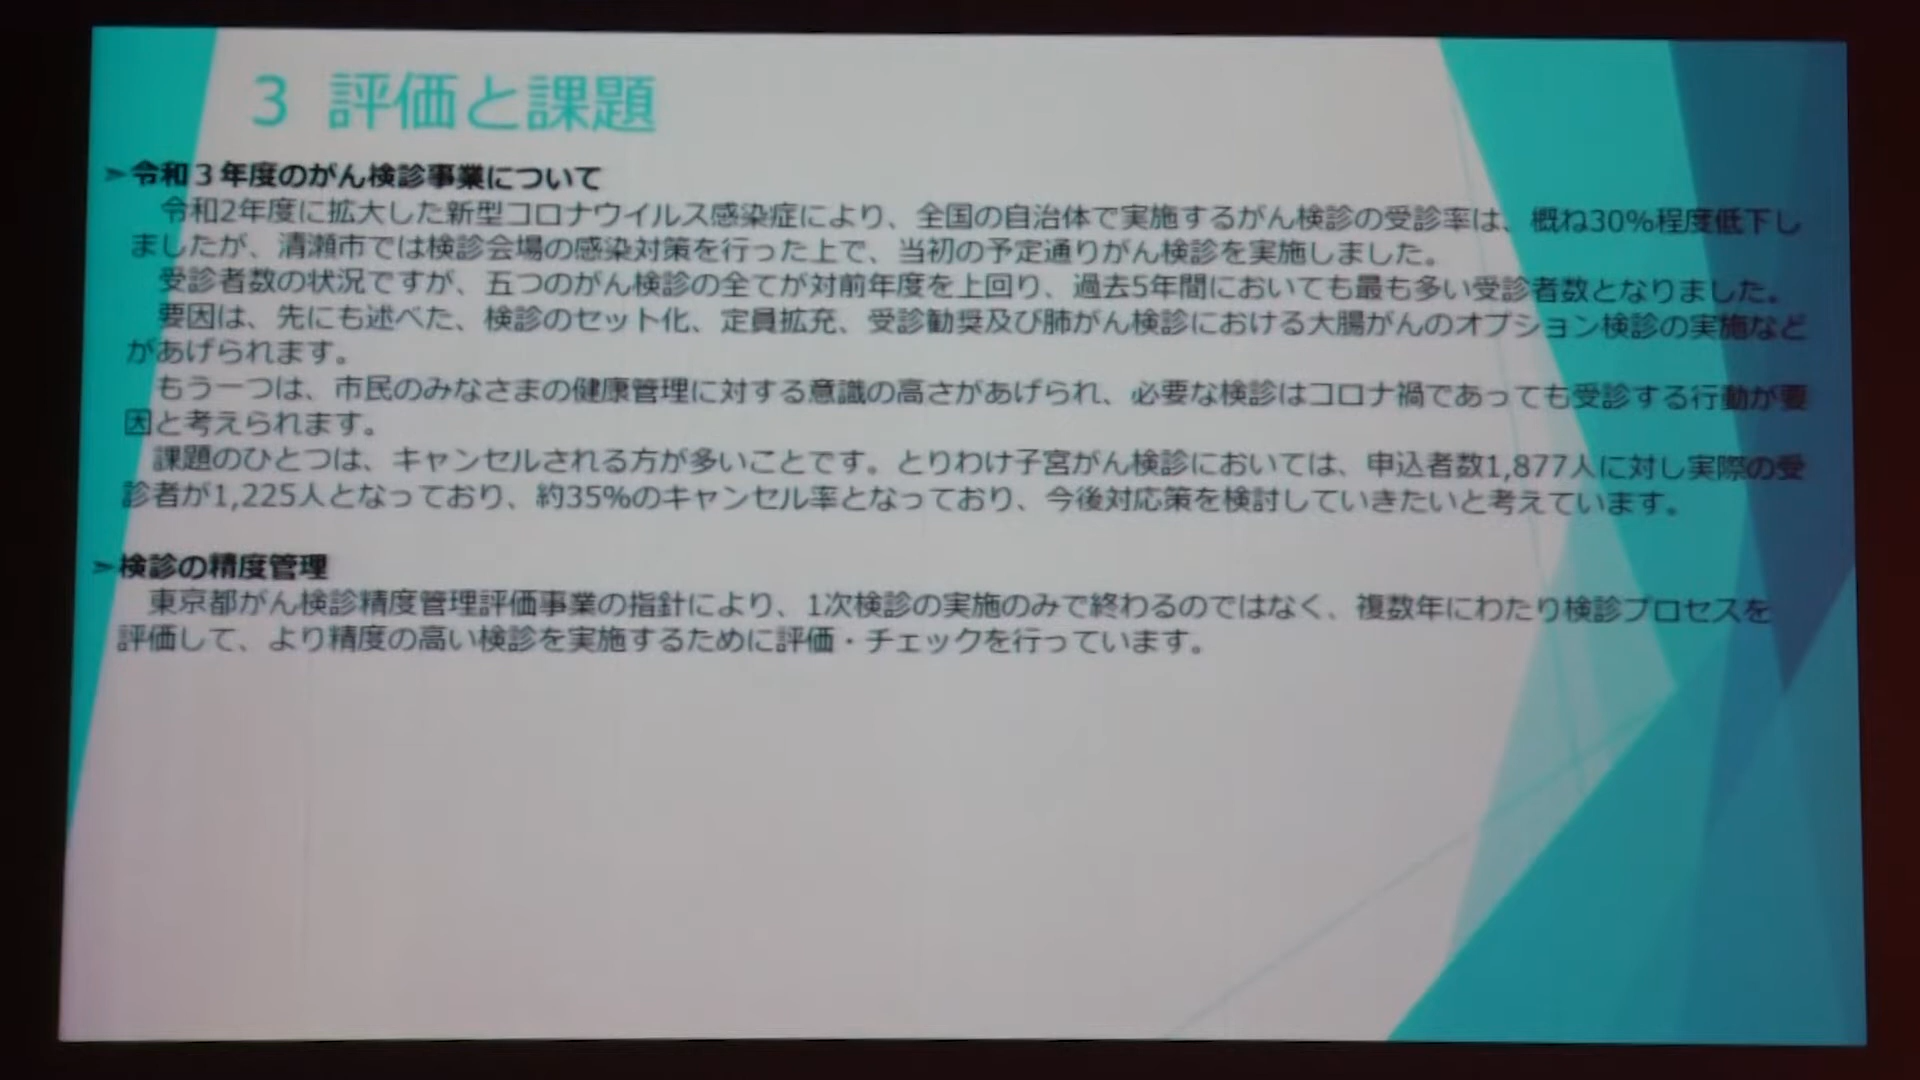 3 評価と課題
➢令和３年度のがん検診事業について
令和2年度に拡大した新型コロナウイルス感染症により、全国の自治体で実施するがん検診の受診率は、概ね30%程度低下し
ましたが、清瀬市では検診会場の感染対策を行った上で、当初の予定通りがん検診を実施しました。
受診者数の状況ですが、五つのがん検診の全てが対前年度を上回り、過去5年間においても最も多い受診者数となりました。
要因は、先にも述べた、検診のセット化、定員拡充、受診勧奨及び肺がん検診における大腸がんのオプション検診の実施など
があげられます。
もう一つは、市民のみなさまの健康管理に対する意識の高さがあげられ、必要な検診はコロナ禍であっても受診する行動が要
因と考えられます。
課題のひとつは、キャンセルされる方が多いことです。とりわけ子宮がん検診においては、申込者数1,877人に対し実際の受
診者が1,225人となっており、約35%のキャンセル率となっており、今後対応策を検討していきたいと考えています。
➢検診の精度管理
東京都がん検診精度管理評価事業の指針により、1次検診の実施のみで終わるのではなく、複数年にわたり検診プロセスを
評価して、より精度の高い検診を実施するために評価・チェックを行っています。